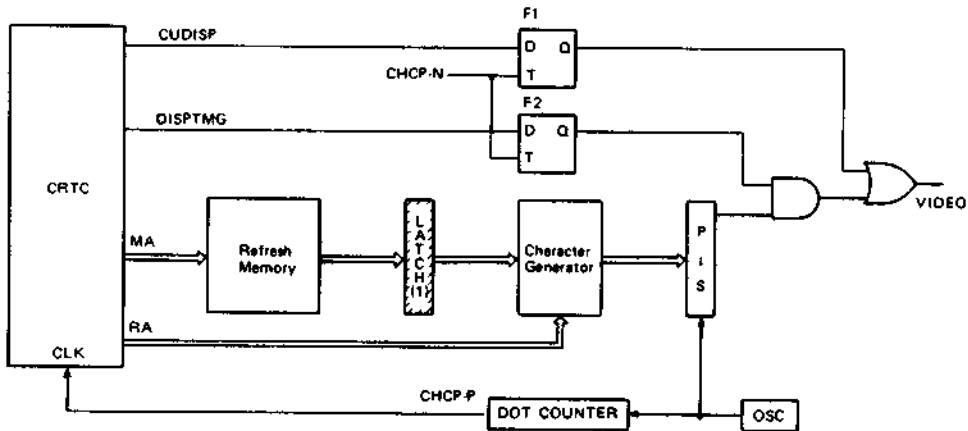 F1
CUDISP
D Q
T
CHCP-N
F2
DISPTMG
D Q
T
CRTC
VIDEO
MA
Refresh
Memory
LATCH(1)
Character
Generator
P/S
RA
CLK
CHCP-P
DOT COUNTER
OSC